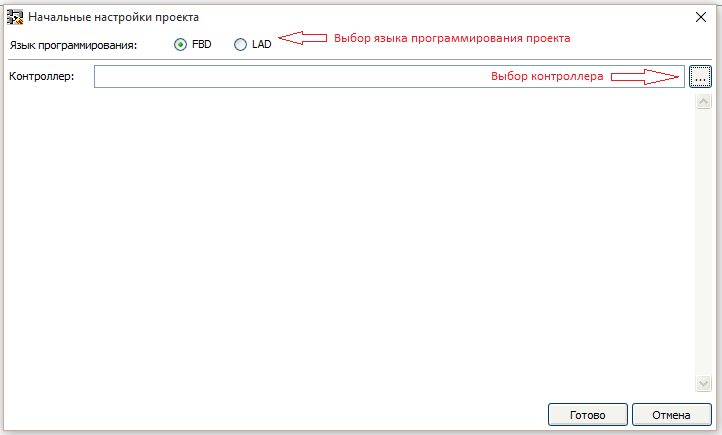 Начальные настройки проекта
Язык программирования: FBD LAD Выбор языка программирования проекта
Контроллер: Выбор контроллера ...
Готово Отмена